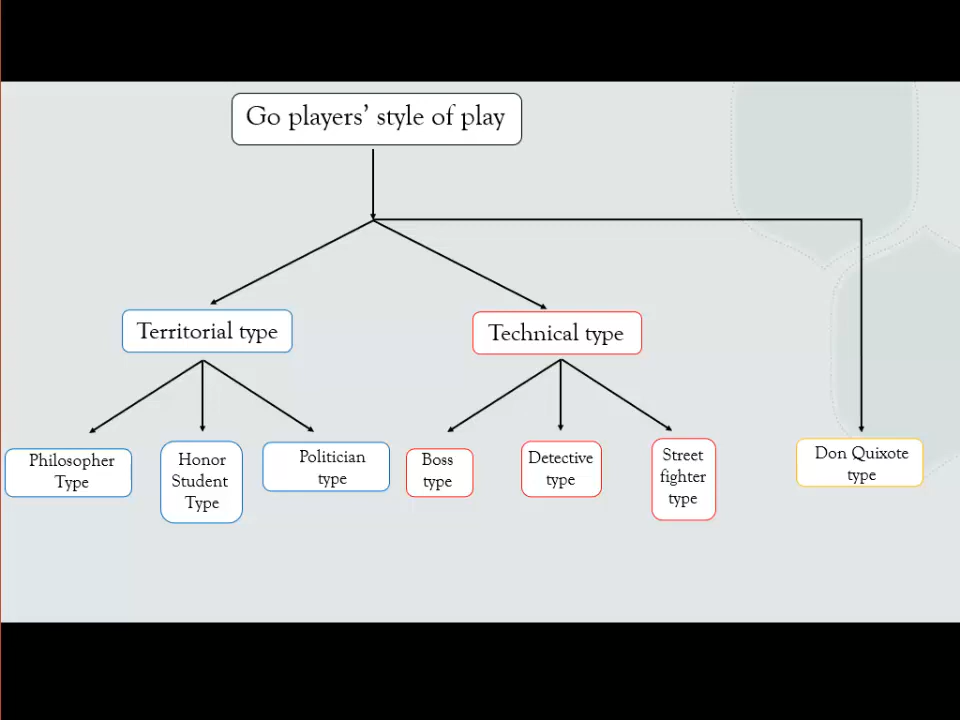 Go players’ style of play
Territorial type
Technical type
Philosopher
Type
Honor
Student
Type
Politician
type
Boss
type
Detective
type
Street
fighter
type
Don Quixote
type